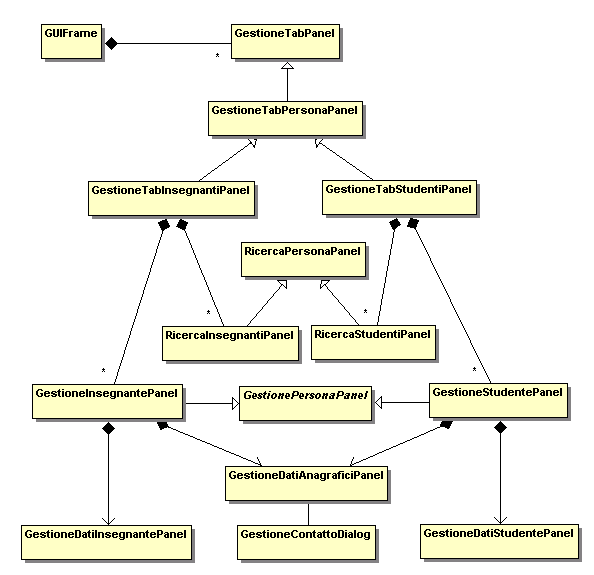 GUIFrame
GestioneTabPanel
*
GestioneTabPersonaPanel
GestioneTabInsegnantiPanel
GestioneTabStudentiPanel
RicercaPersonaPanel
*
*
RicercaInsegnantiPanel
RicercaStudentiPanel
*
*
GestioneInsegnantePanel
GestionePersonaPanel
GestioneStudentePanel
GestioneDatiAnagraficiPanel
GestioneDatiInsegnantePanel
GestioneContattoDialog
GestioneDatiStudentePanel